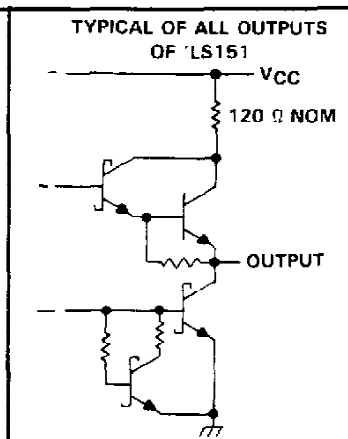 TYPICAL OF ALL OUTPUTS
OF 'LS151
VCC
120 Ω NOM
OUTPUT